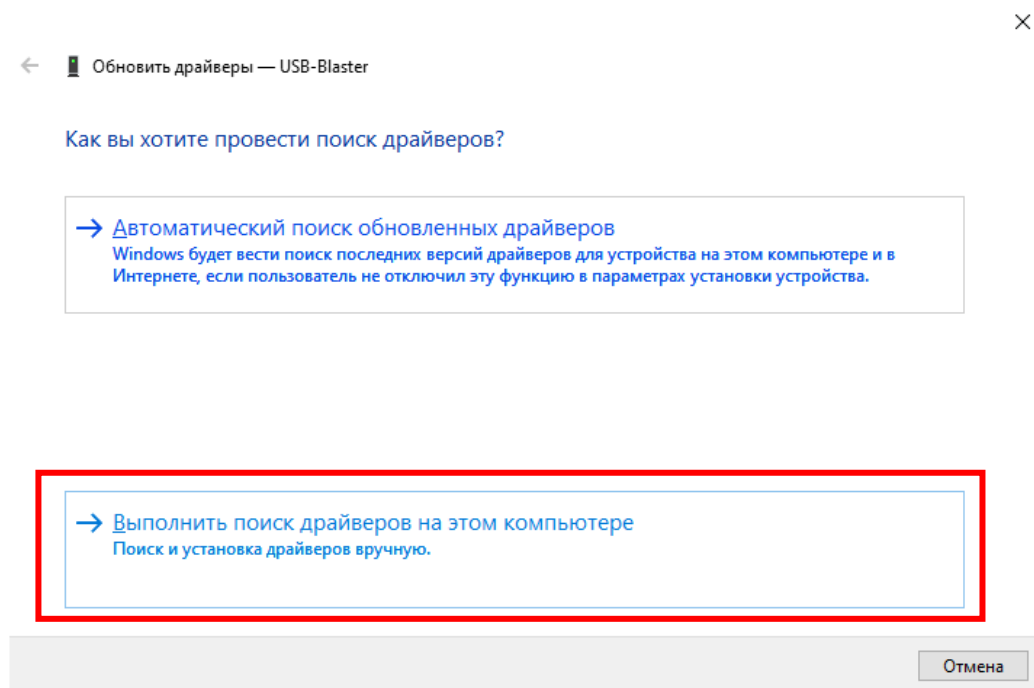 Обновить драйверы — USB-Blaster
Как вы хотите провести поиск драйверов?
Автоматический поиск обновленных драйверов
Windows будет вести поиск последних версий драйверов для устройства на этом компьютере и в
Интернете, если пользователь не отключил эту функцию в параметрах установки устройства.
Выполнить поиск драйверов на этом компьютере
Поиск и установка драйверов вручную.
Отмена